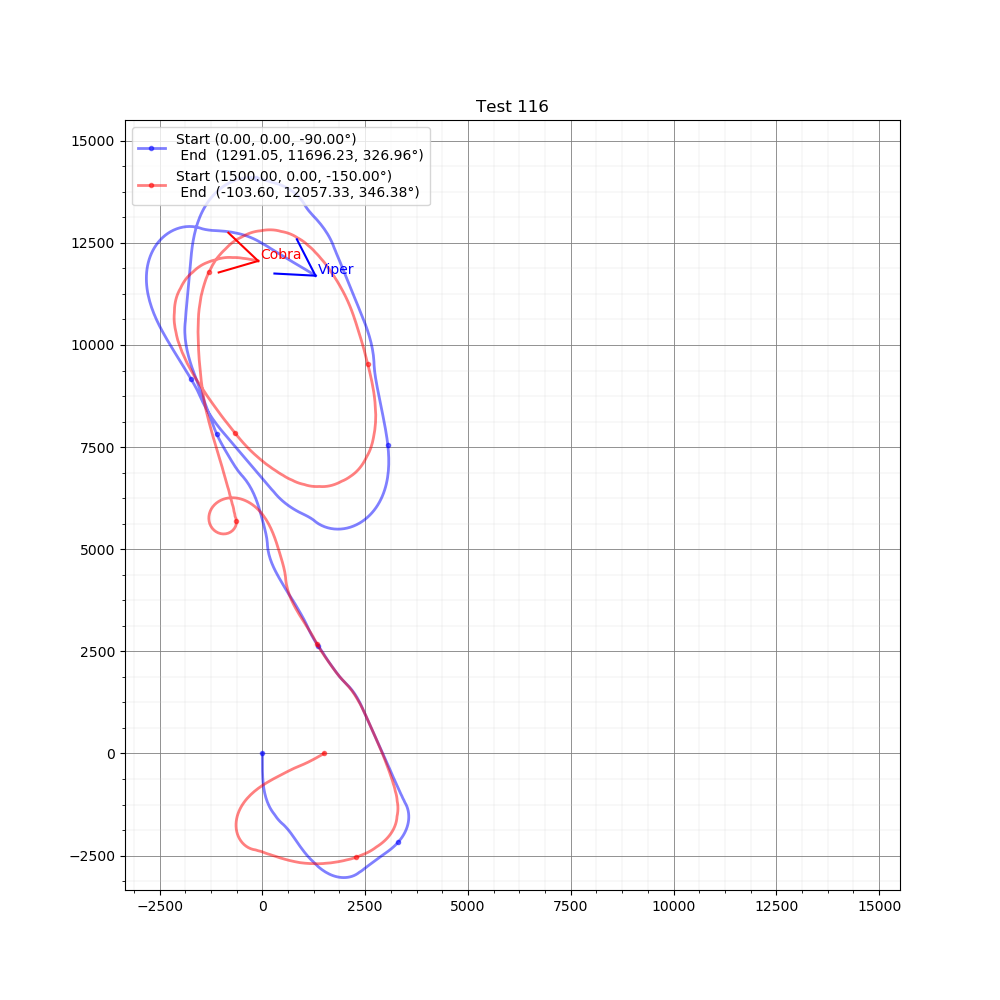 Test 116
Start (0.00, 0.00, -90.00°)
End (1291.05, 11696.23, 326.96°)
Start (1500.00, 0.00, -150.00°)
End (-103.60, 12057.33, 346.38°)
15000
12500
10000
7500
5000
2500
0
−2500
Cobra
Viper
−2500 0 2500 5000 7500 10000 12500 15000